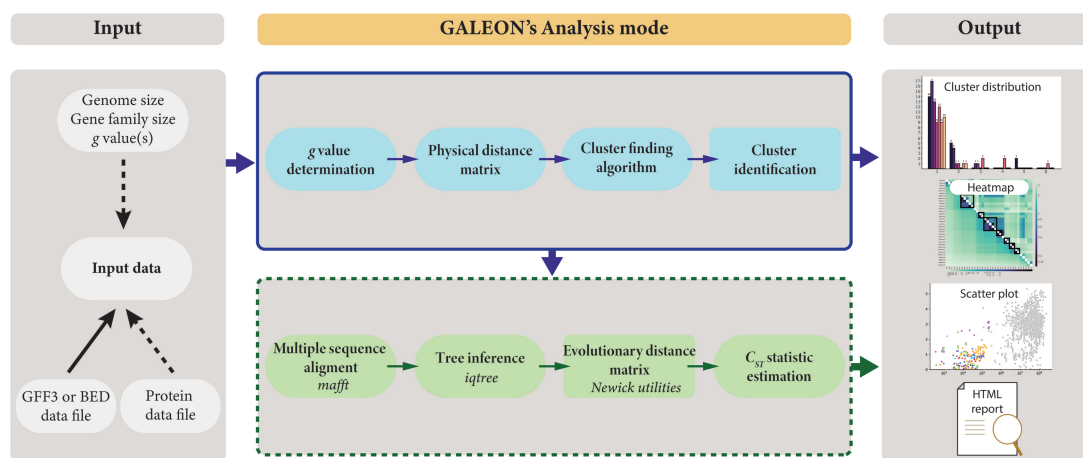 Input
GALEON's Analysis mode
Output
Genome size
Gene family size
g value(s)
Input data
GFF3 or BED
data file
Protein
data file
g value
determination
Physical distance
matrix
Cluster finding
algorithm
Cluster
identification
Multiple sequence
aligment
mafft
Tree inference
iqtree
Evolutionary distance
matrix
Newick utilities
CST statistic
estimation
Cluster distribution
Heatmap
Scatter plot
HTML
report